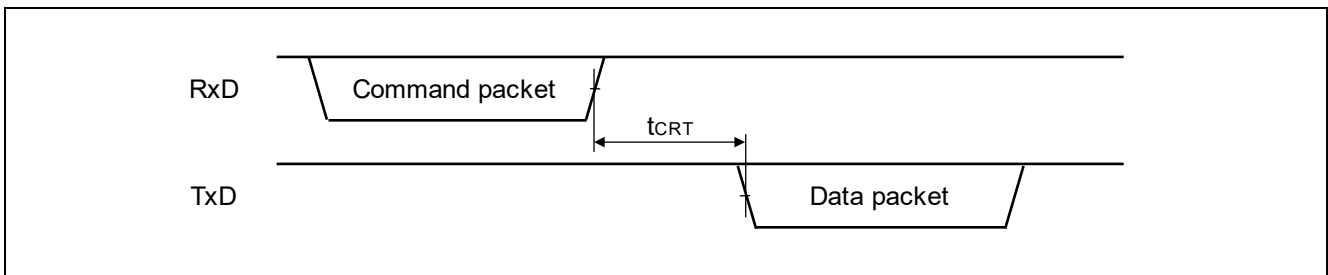 RxD
Command packet
tCRT
TxD
Data packet